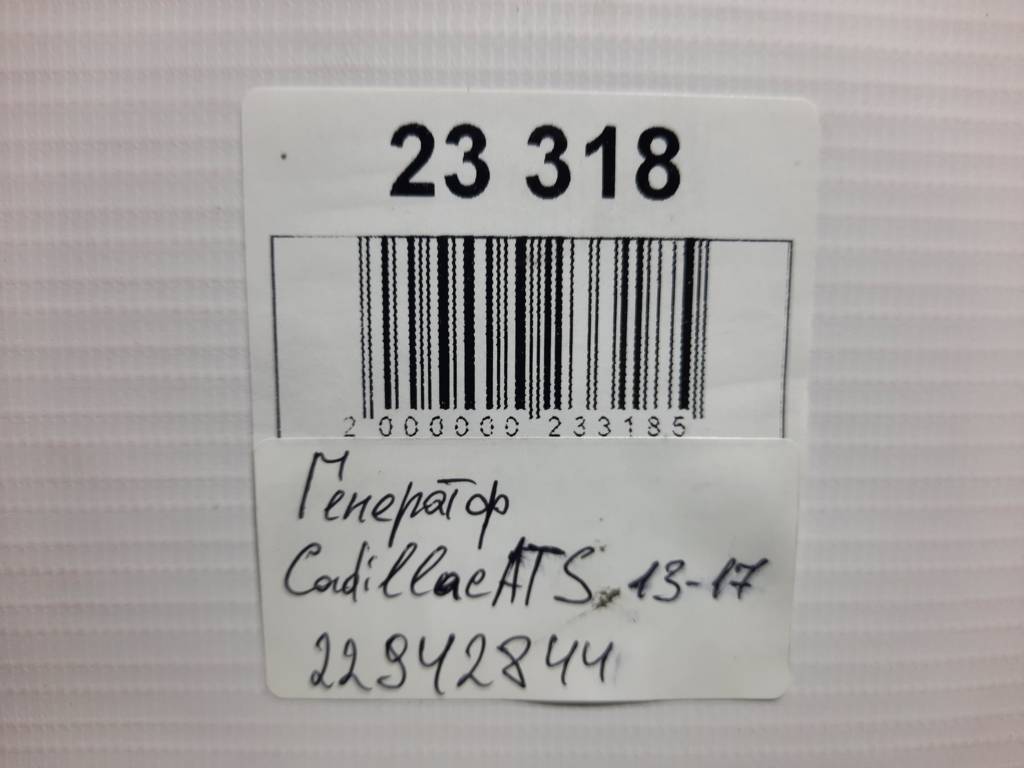 23 318
2 000000 233185
Генератор
Cadillac ATS 13-17
22942844